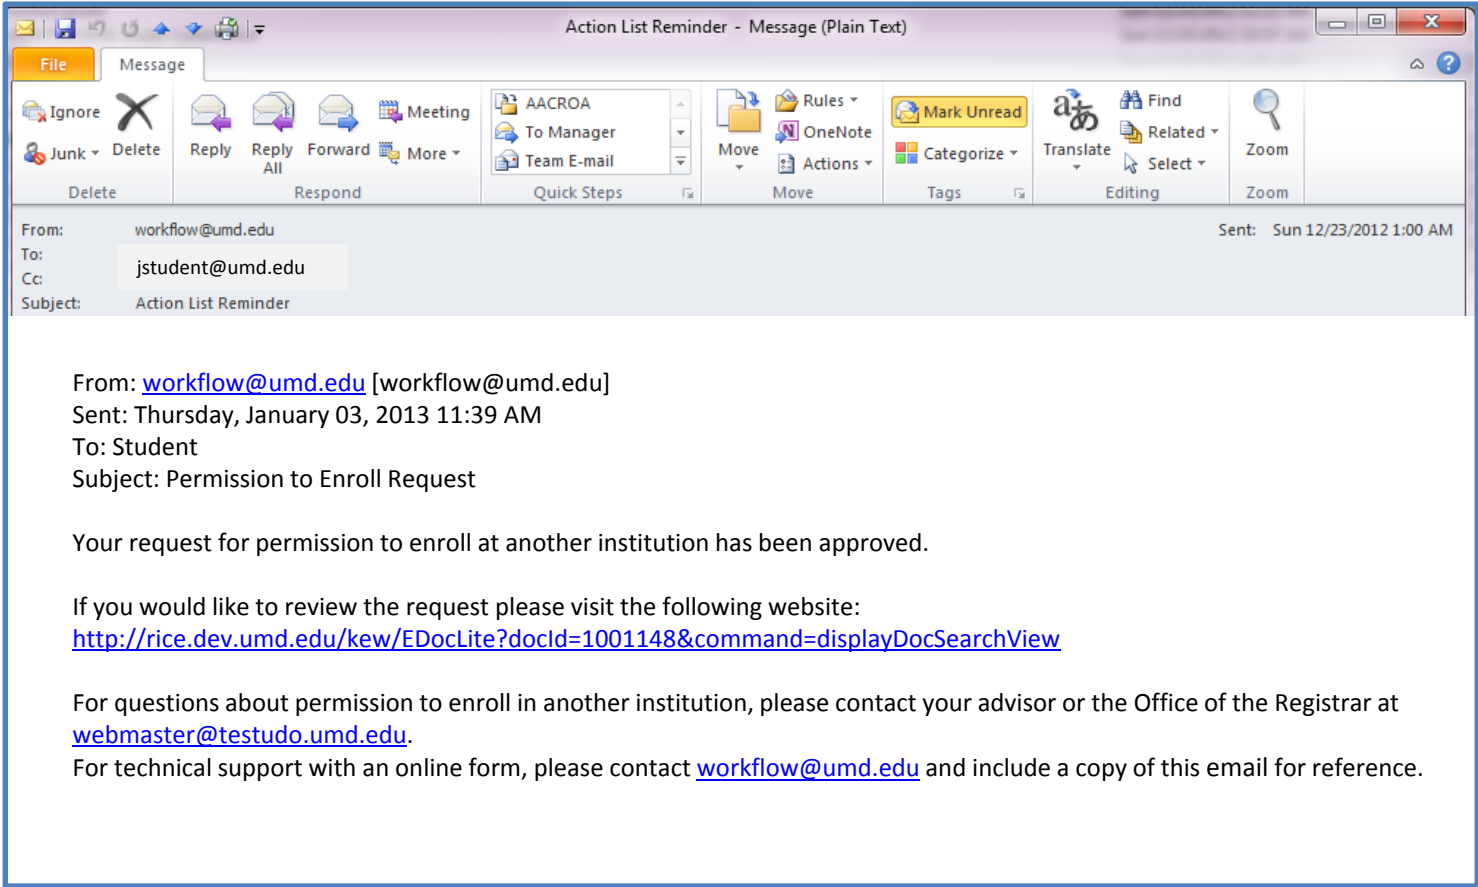 Action List Reminder - Message (Plain Text)
File Message
Ignore
Junk
Delete
Delete
Reply
Reply All
Forward
Meeting
More
Respond
AACROA
To Manager
Team E-mail
Quick Steps
Move
Rules
OneNote
Actions
Move
Mark Unread
Categorize
Tags
Translate
Find
Related
Select
Editing
Zoom
Zoom
From: workflow@umd.edu Sent: Sun 12/23/2012 1:00 AM
To: jstudent@umd.edu
Cc:
Subject: Action List Reminder
From: workflow@umd.edu [workflow@umd.edu]
Sent: Thursday, January 03, 2013 11:39 AM
To: Student
Subject: Permission to Enroll Request
Your request for permission to enroll at another institution has been approved.
If you would like to review the request please visit the following website:
http://rice.dev.umd.edu/kew/EDocLite?docId=1001148&command=displayDocSearchView
For questions about permission to enroll in another institution, please contact your advisor or the Office of the Registrar at
webmaster@testudo.umd.edu.
For technical support with an online form, please contact workflow@umd.edu and include a copy of this email for reference.